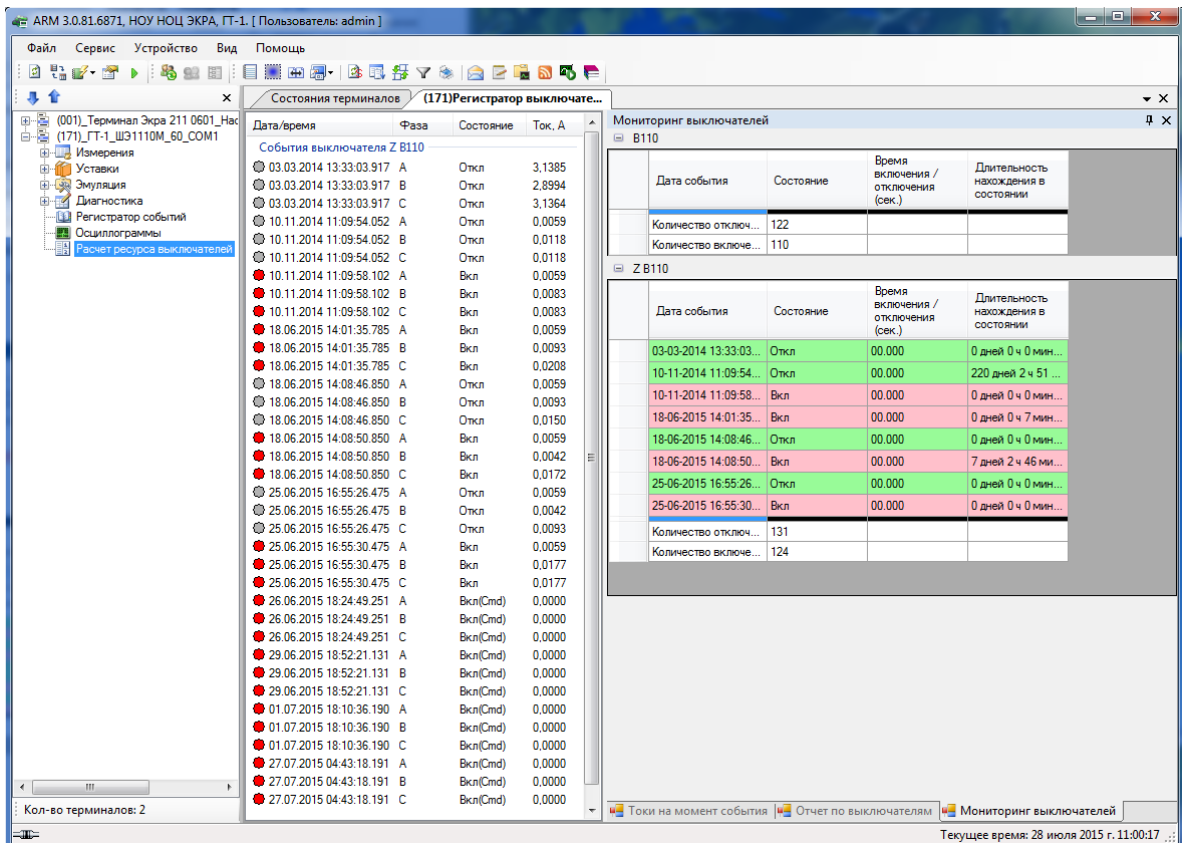 ARM 3.0.81.6871, НОУ НОЦ ЭКРА, ГТ-1. [ Пользователь: admin ]
Файл Сервис Устройство Вид Помощь
Состояния терминалов (171)Регистратор выключате...
(001)_Терминал Экра 211 0601_Нас
(171)_ГТ-1_ШЭ1110М_60_COM1
Измерения
Уставки
Эмуляция
Диагностика
Регистратор событий
Осциллограммы
Расчет ресурса выключателей
Кол-во терминалов: 2
Дата/время Фаза Состояние Ток, А
События выключателя Z В110
03.03.2014 13:33:03.917 A Откл 3,1385
03.03.2014 13:33:03.917 B Откл 2,8994
03.03.2014 13:33:03.917 C Откл 3,1364
10.11.2014 11:09:54.052 A Откл 0,0059
10.11.2014 11:09:54.052 B Откл 0,0118
10.11.2014 11:09:54.052 C Откл 0,0118
10.11.2014 11:09:58.102 A Вкл 0,0059
10.11.2014 11:09:58.102 B Вкл 0,0083
10.11.2014 11:09:58.102 C Вкл 0,0083
18.06.2015 14:01:35.785 A Вкл 0,0059
18.06.2015 14:01:35.785 B Вкл 0,0093
18.06.2015 14:01:35.785 C Вкл 0,0208
18.06.2015 14:08:46.850 A Откл 0,0059
18.06.2015 14:08:46.850 B Откл 0,0093
18.06.2015 14:08:46.850 C Откл 0,0150
18.06.2015 14:08:50.850 A Вкл 0,0059
18.06.2015 14:08:50.850 B Вкл 0,0042
18.06.2015 14:08:50.850 C Вкл 0,0172
25.06.2015 16:55:26.475 A Откл 0,0059
25.06.2015 16:55:26.475 B Откл 0,0042
25.06.2015 16:55:26.475 C Откл 0,0093
25.06.2015 16:55:30.475 A Вкл 0,0059
25.06.2015 16:55:30.475 B Вкл 0,0177
25.06.2015 16:55:30.475 C Вкл 0,0177
26.06.2015 18:24:49.251 A Вкл(Cmd) 0,0000
26.06.2015 18:24:49.251 B Вкл(Cmd) 0,0000
26.06.2015 18:24:49.251 C Вкл(Cmd) 0,0000
29.06.2015 18:52:21.131 A Вкл(Cmd) 0,0000
29.06.2015 18:52:21.131 B Вкл(Cmd) 0,0000
29.06.2015 18:52:21.131 C Вкл(Cmd) 0,0000
01.07.2015 18:10:36.190 A Вкл(Cmd) 0,0000
01.07.2015 18:10:36.190 B Вкл(Cmd) 0,0000
01.07.2015 18:10:36.190 C Вкл(Cmd) 0,0000
27.07.2015 04:43:18.191 A Вкл(Cmd) 0,0000
27.07.2015 04:43:18.191 B Вкл(Cmd) 0,0000
27.07.2015 04:43:18.191 C Вкл(Cmd) 0,0000
Мониторинг выключателей
В110
Дата события Состояние Время включения / отключения (сек.) Длительность нахождения в состоянии
Количество отключ... 122
Количество включе... 110
Z В110
Дата события Состояние Время включения / отключения (сек.) Длительность нахождения в состоянии
03-03-2014 13:33:03... Откл 00.000 0 дней 0 ч 0 мин...
10-11-2014 11:09:54... Откл 00.000 220 дней 2 ч 51 ...
10-11-2014 11:09:58... Вкл 00.000 0 дней 0 ч 0 мин...
18-06-2015 14:01:35... Вкл 00.000 0 дней 0 ч 7 мин...
18-06-2015 14:08:46... Откл 00.000 0 дней 0 ч 0 мин...
18-06-2015 14:08:50... Вкл 00.000 7 дней 2 ч 46 ми...
25-06-2015 16:55:26... Откл 00.000 0 дней 0 ч 0 мин...
25-06-2015 16:55:30... Вкл 00.000 0 дней 0 ч 0 мин...
Количество отключ... 131
Количество включе... 124
Токи на момент события Отчет по выключателям Мониторинг выключателей
Текущее время: 28 июля 2015 г. 11:00:17